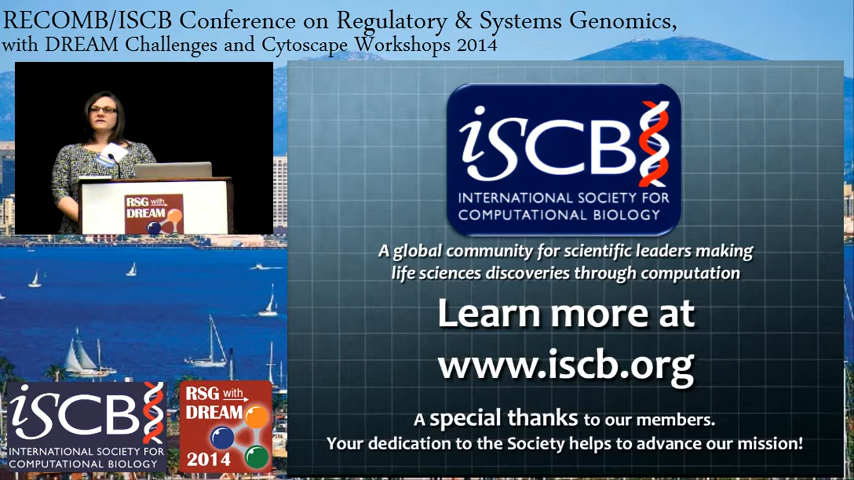 RECOMB/ISCB Conference on Regulatory & Systems Genomics,
with DREAM Challenges and Cytoscape Workshops 2014
RSG with
DREAM
iSCB
INTERNATIONAL SOCIETY FOR
COMPUTATIONAL BIOLOGY
A global community for scientific leaders making
life sciences discoveries through computation
Learn more at
www.iscb.org
A special thanks to our members.
Your dedication to the Society helps to advance our mission!
iSCB
INTERNATIONAL SOCIETY FOR
COMPUTATIONAL BIOLOGY
RSG with
DREAM
2014